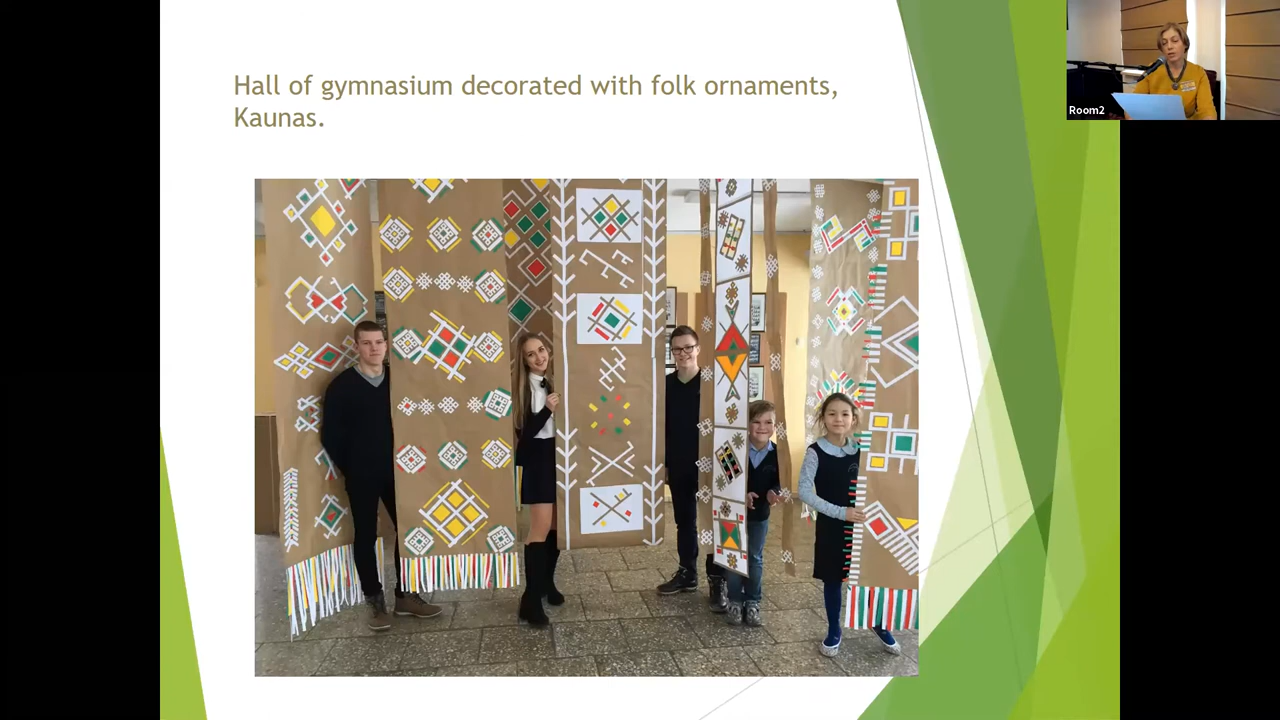 Hall of gymnasium decorated with folk ornaments,
Kaunas.
Room2